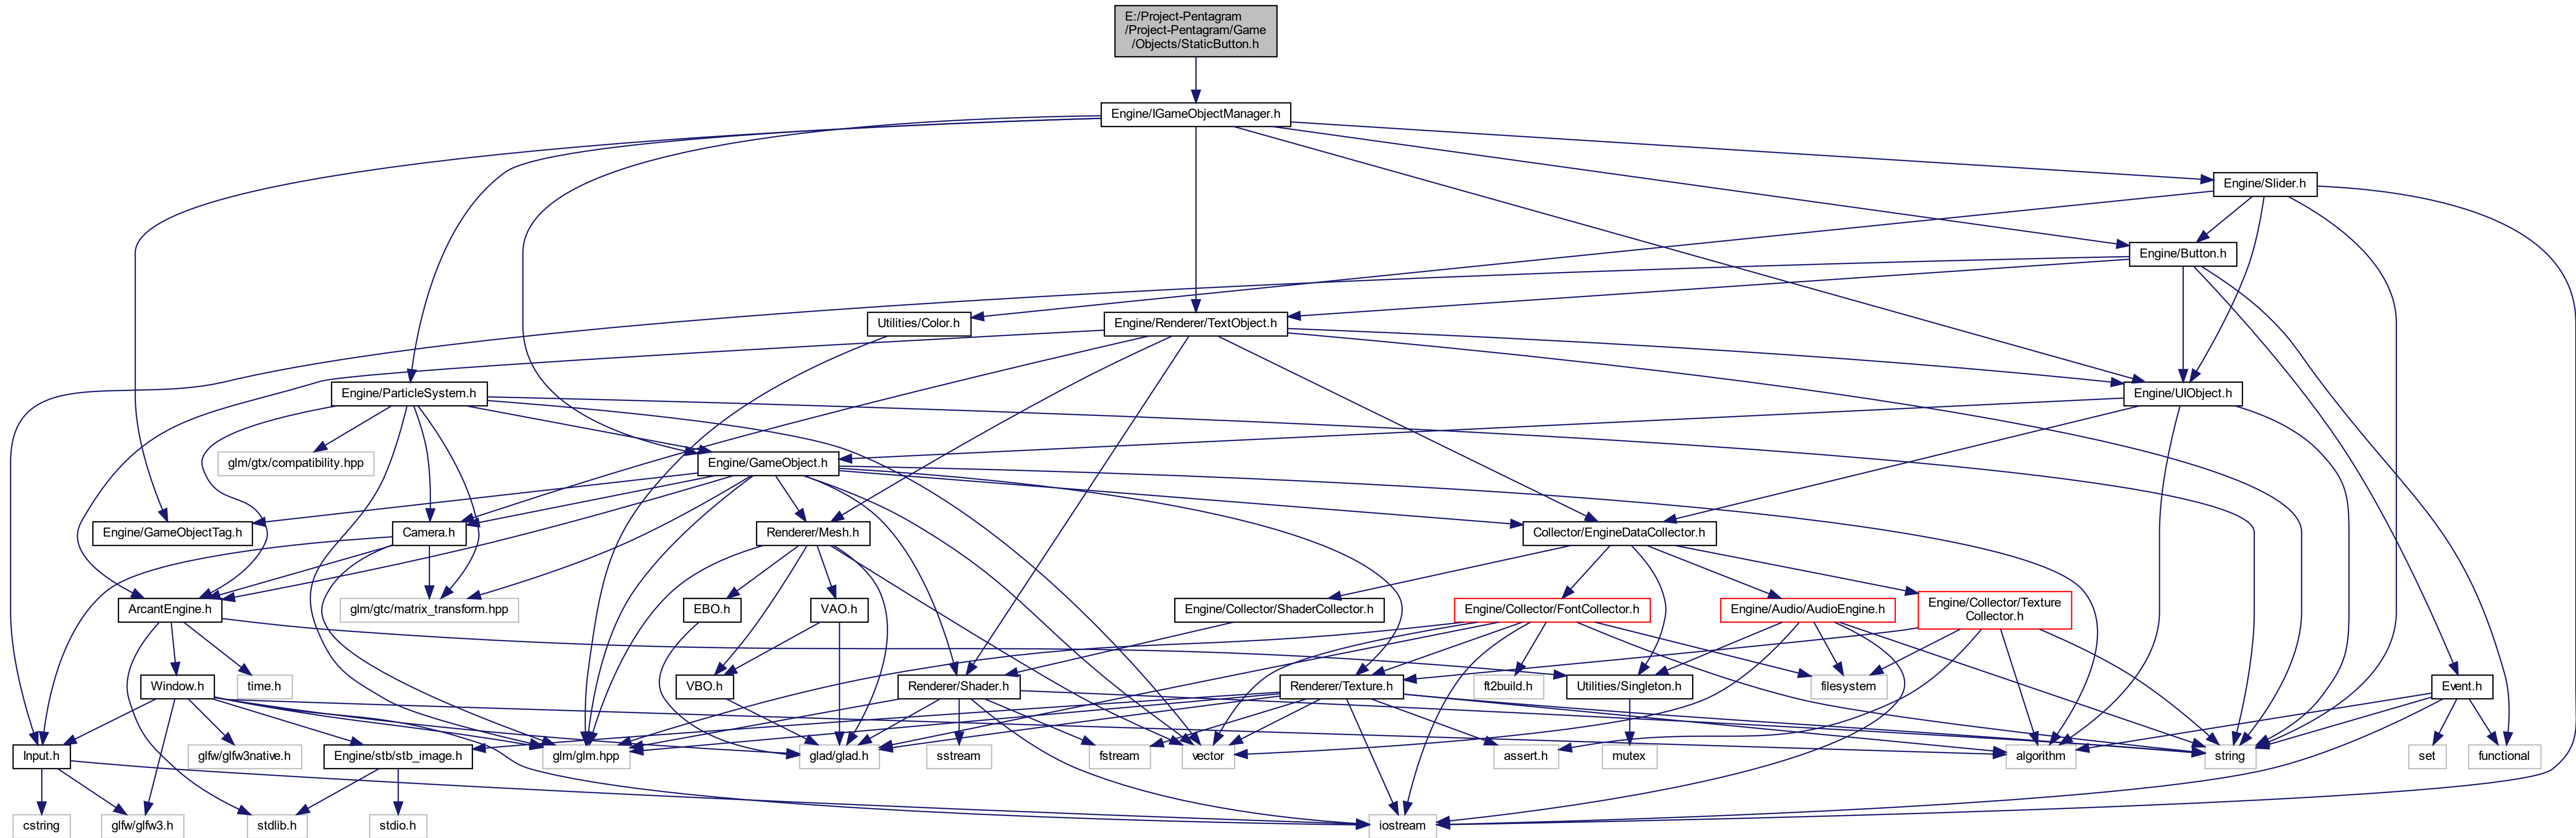 E:/Project-Pentagram
/Project-Pentagram/Game
/Objects/StaticButton.h
Engine/IGameObjectManager.h
Engine/Slider.h
Engine/Button.h
Utilities/Color.h
Engine/Renderer/TextObject.h
Engine/ParticleSystem.h
Engine/UIObject.h
glm/gtx/compatibility.hpp
Engine/GameObject.h
Engine/GameObjectTag.h
Camera.h
Renderer/Mesh.h
Collector/EngineDataCollector.h
ArcantEngine.h
glm/gtc/matrix_transform.hpp
EBO.h
VAO.h
Engine/Collector/ShaderCollector.h
Engine/Collector/FontCollector.h
Engine/Audio/AudioEngine.h
Engine/Collector/Texture
Collector.h
Window.h
time.h
VBO.h
Renderer/Shader.h
Renderer/Texture.h
ft2build.h
Utilities/Singleton.h
filesystem
Event.h
Input.h
glfw/glfw3native.h
Engine/stb/stb_image.h
glm/glm.hpp
glad/glad.h
sstream
fstream
vector
assert.h
mutex
algorithm
string
set
functional
cstring
glfw/glfw3.h
stdlib.h
stdio.h
iostream